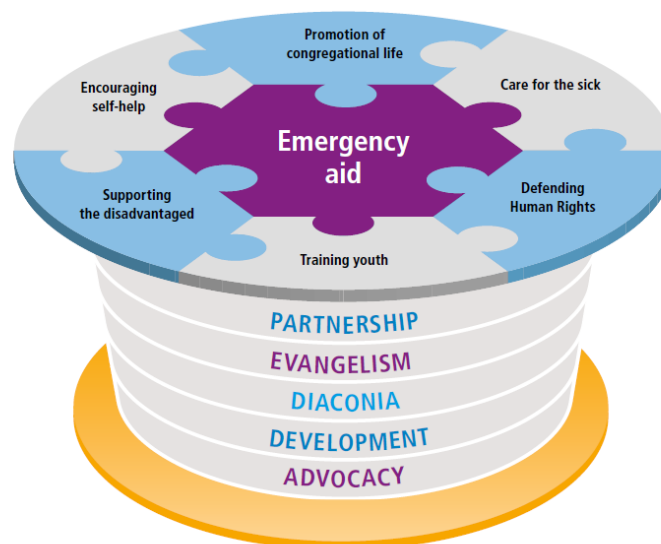 Promotion of
congregational life
Encouraging
self-help
Care for the sick
Emergency
aid
Supporting
the disadvantaged
Defending
Human Rights
Training youth
PARTNERSHIP
EVANGELISM
DIACONIA
DEVELOPMENT
ADVOCACY